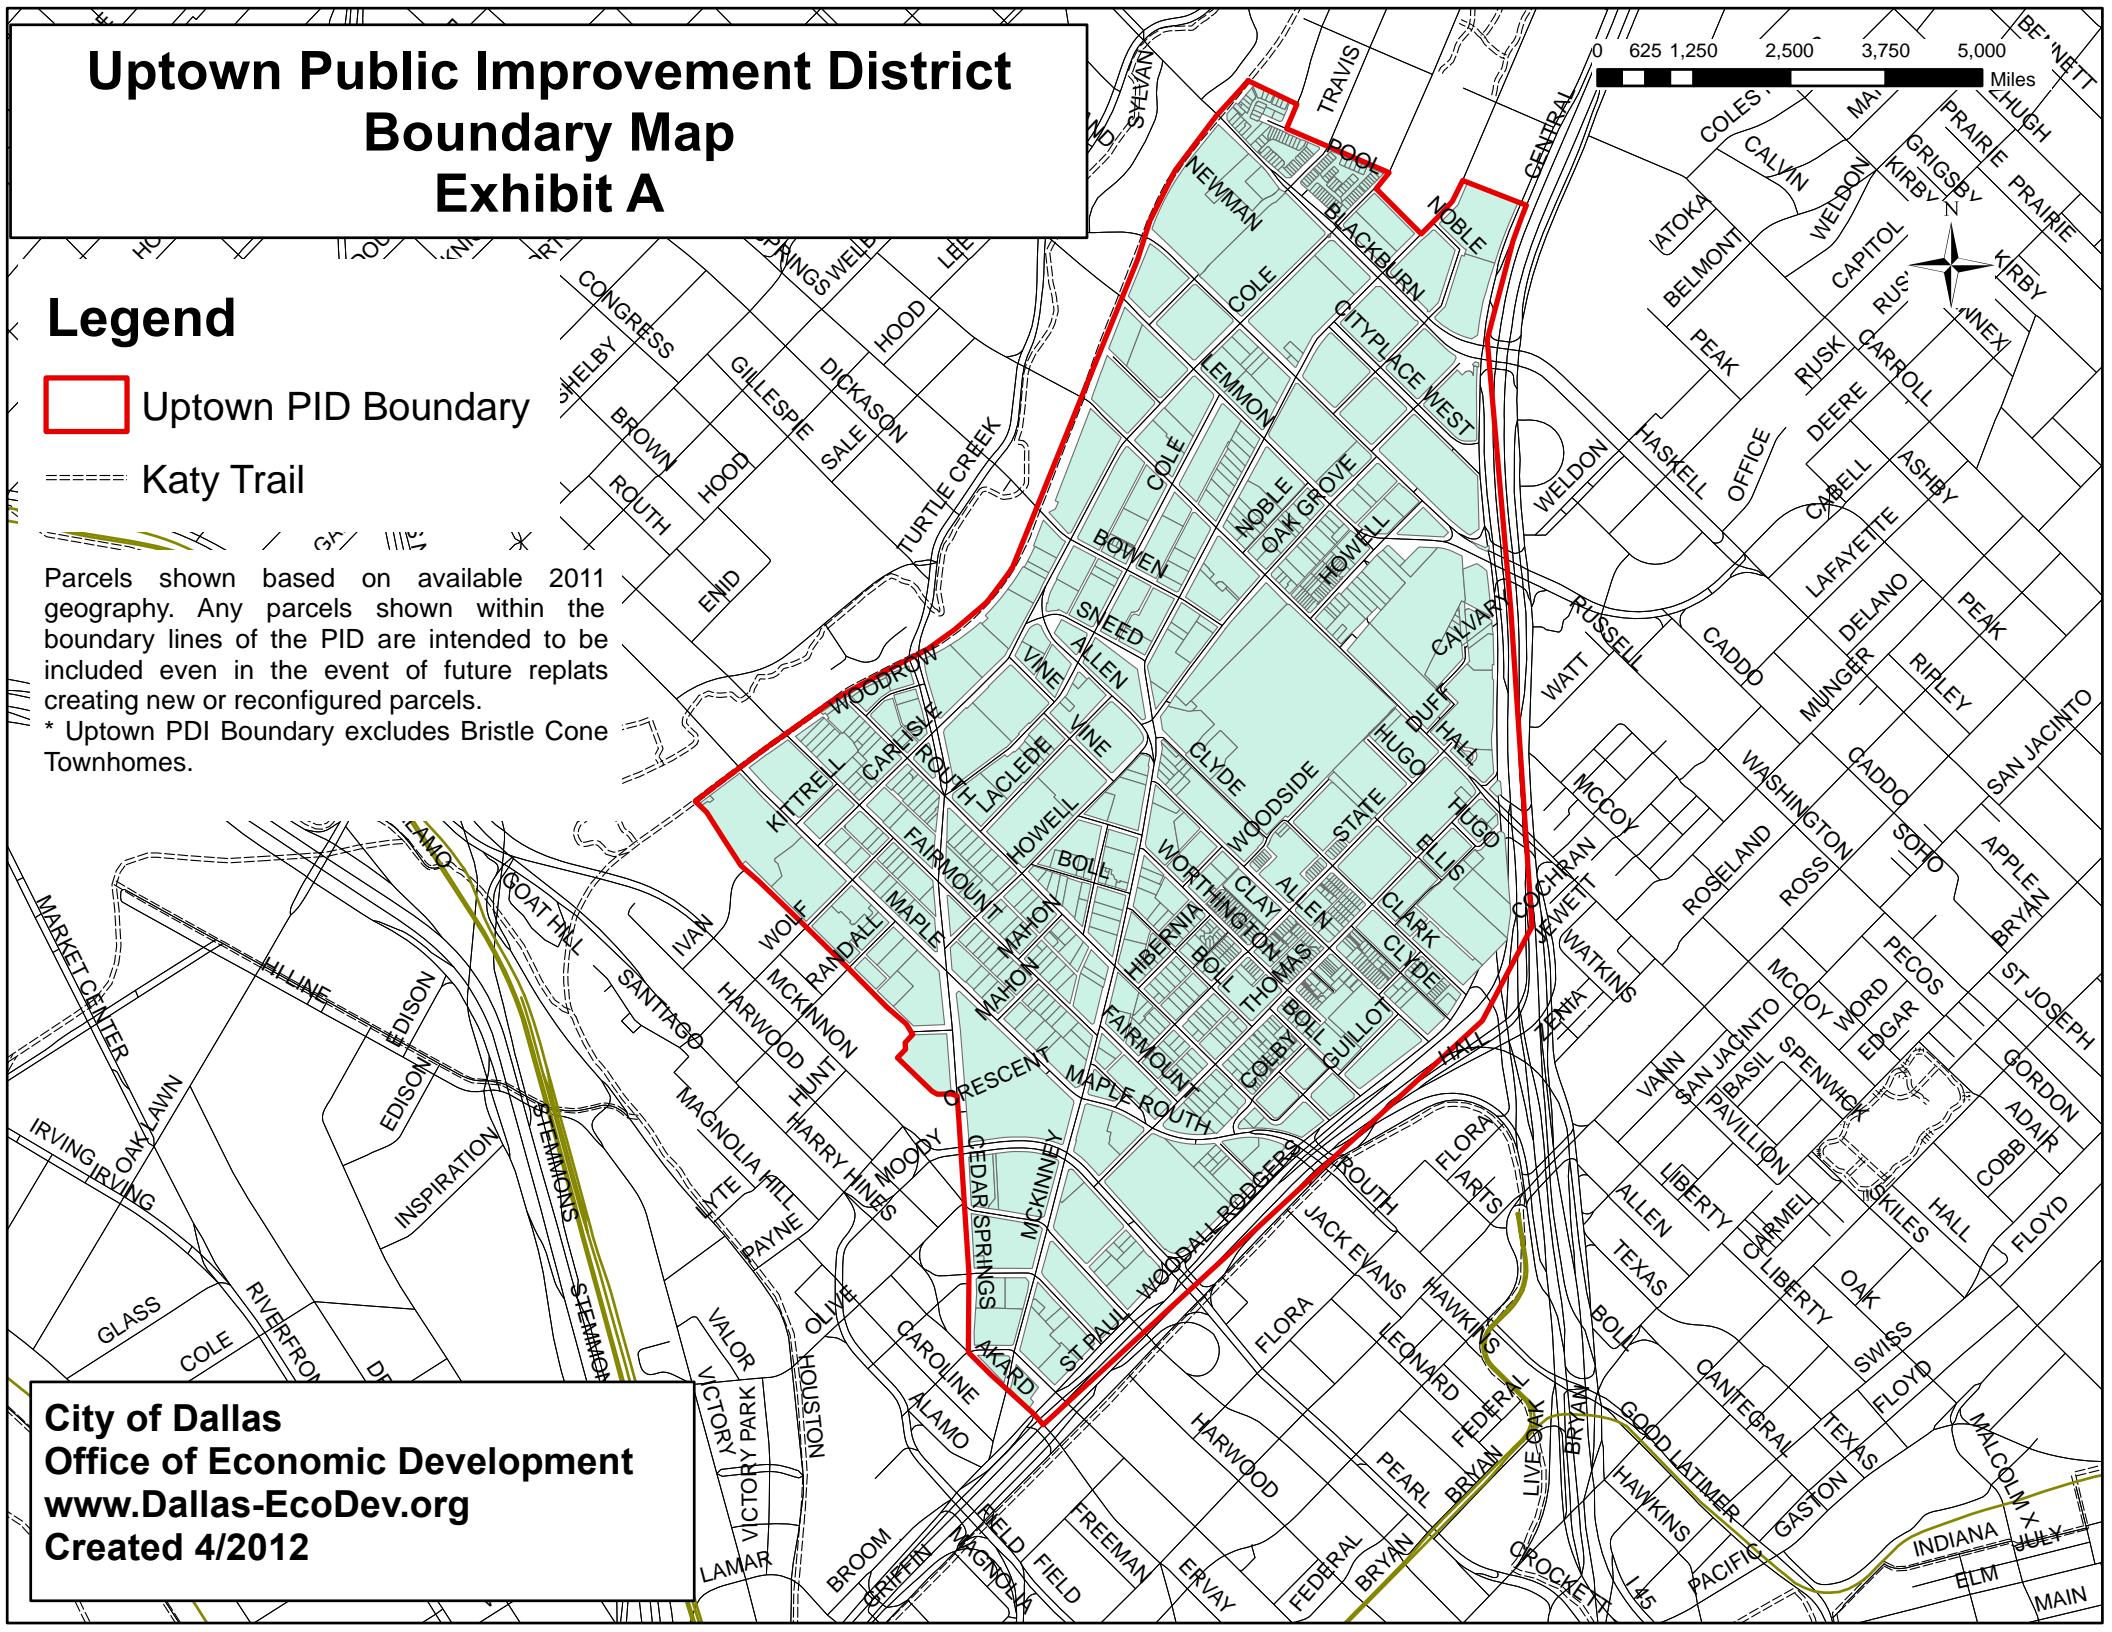 Uptown Public Improvement District
Boundary Map
Exhibit A
0 625 1,250 2,500 3,750 5,000
Miles
N
Legend
Uptown PID Boundary
Katy Trail
Parcels shown based on available 2011
geography. Any parcels shown within the
boundary lines of the PID are intended to be
included even in the event of future replats
creating new or reconfigured parcels.
* Uptown PDI Boundary excludes Bristle Cone
Townhomes.
City of Dallas
Office of Economic Development
www.Dallas-EcoDev.org
Created 4/2012
SYLVAN
TRAVIS
POOL
CENTRAL
NEWMAN
NOBLE
BLACKBURN
COLE
CITYPLACE WEST
LEMMON
COLE
NOBLE
OAK GROVE
HOWELL
BOWEN
SNEED
ALLEN
VINE
VINE
CALVARY
DUFF
HALL
HUGO
HUGO
WOODROW
CARLISLE
ROUTH
KITTRELL
LACLEDE
HOWELL
CLYDE
WOODSIDE
STATE
ELLIS
FAIRMOUNT
BOLL
WORTHINGTON
CLAY
ALLEN
CLARK
CLYDE
MAPLE
MAHON
MAHON
HIBERNIA
BOLL
THOMAS
BOLL
COLBY
GUILLOT
FAIRMOUNT
WOLF
RANDALL
CRESCENT
MAPLE ROUTH
HALL
CEDAR SPRINGS
MCKINNEY
WOODALL RODGERS
ST PAUL
AKARD
CONGRESS
SHELBY
GILLESPIE
DICKASON
HOOD
BROWN
HOOD
SALE
ROUTH
ENID
TURTLE CREEK
BENNETT
PRAIRIE
PRAIRIE
GRIGSBY
KIRBY
KIRBY
CALVIN
WELDON
ATOKA
BELMONT
CAPITOL
PEAK
RUSK
CARROLL
DEERE
HASKELL
OFFICE
WELDON
CABELL
ASHBY
LAFAYETTE
DELANO
PEAK
RUSSELL
WATT
CADDO
MUNGER
RIPLEY
SAN JACINTO
MCCOY
WASHINGTON
CADDO
ROSELAND
ROSS
SOHO
APPLE
BRYAN
COCHRAN
JEWETT
WATKINS
ZENIA
MCCOY
WORD
PECOS
EDGAR
ST JOSEPH
VANN
SAN JACINTO
BASIL
SPENWICK
PAVILLION
GORDON
ADAIR
COBB
LIBERTY
ALLEN
CARMEL
SKILES
HALL
FLOYD
TEXAS
LIBERTY
OAK
BOLL
SWISS
FLOYD
CANTEGRAL
TEXAS
GASTON
GOOD LATIMER
HAWKINS
MALCOLM X
PACIFIC
INDIANA
JULY
ELM
MAIN
I 45
CROCKETT
FLORA
ARTS
ROUTH
JACK EVANS
HAWKINS
FLORA
LEONARD
FEDERAL
LIVE OAK
BRYAN
BRYAN
PEARL
HARWOOD
FEDERAL
BRYAN
ERVAY
FREEMAN
FIELD
FIELD
MAGNOLIA
GRIFFIN
BROOM
LAMAR
ALAMO
CAROLINE
OLIVE
HOUSTON
VALOR
VICTORY
VICTORY PARK
PAYNE
LYTE
MOODY
HARRY HINES
MAGNOLIA HILL
HUNT
HARWOOD
MCKINNON
IVAN
SANTIAGO
GOAT HILL
HI LINE
MARKET CENTER
EDISON
EDISON
INSPIRATION
OAK LAWN
IRVING
IRVING
STEMMONS
GLASS
COLE